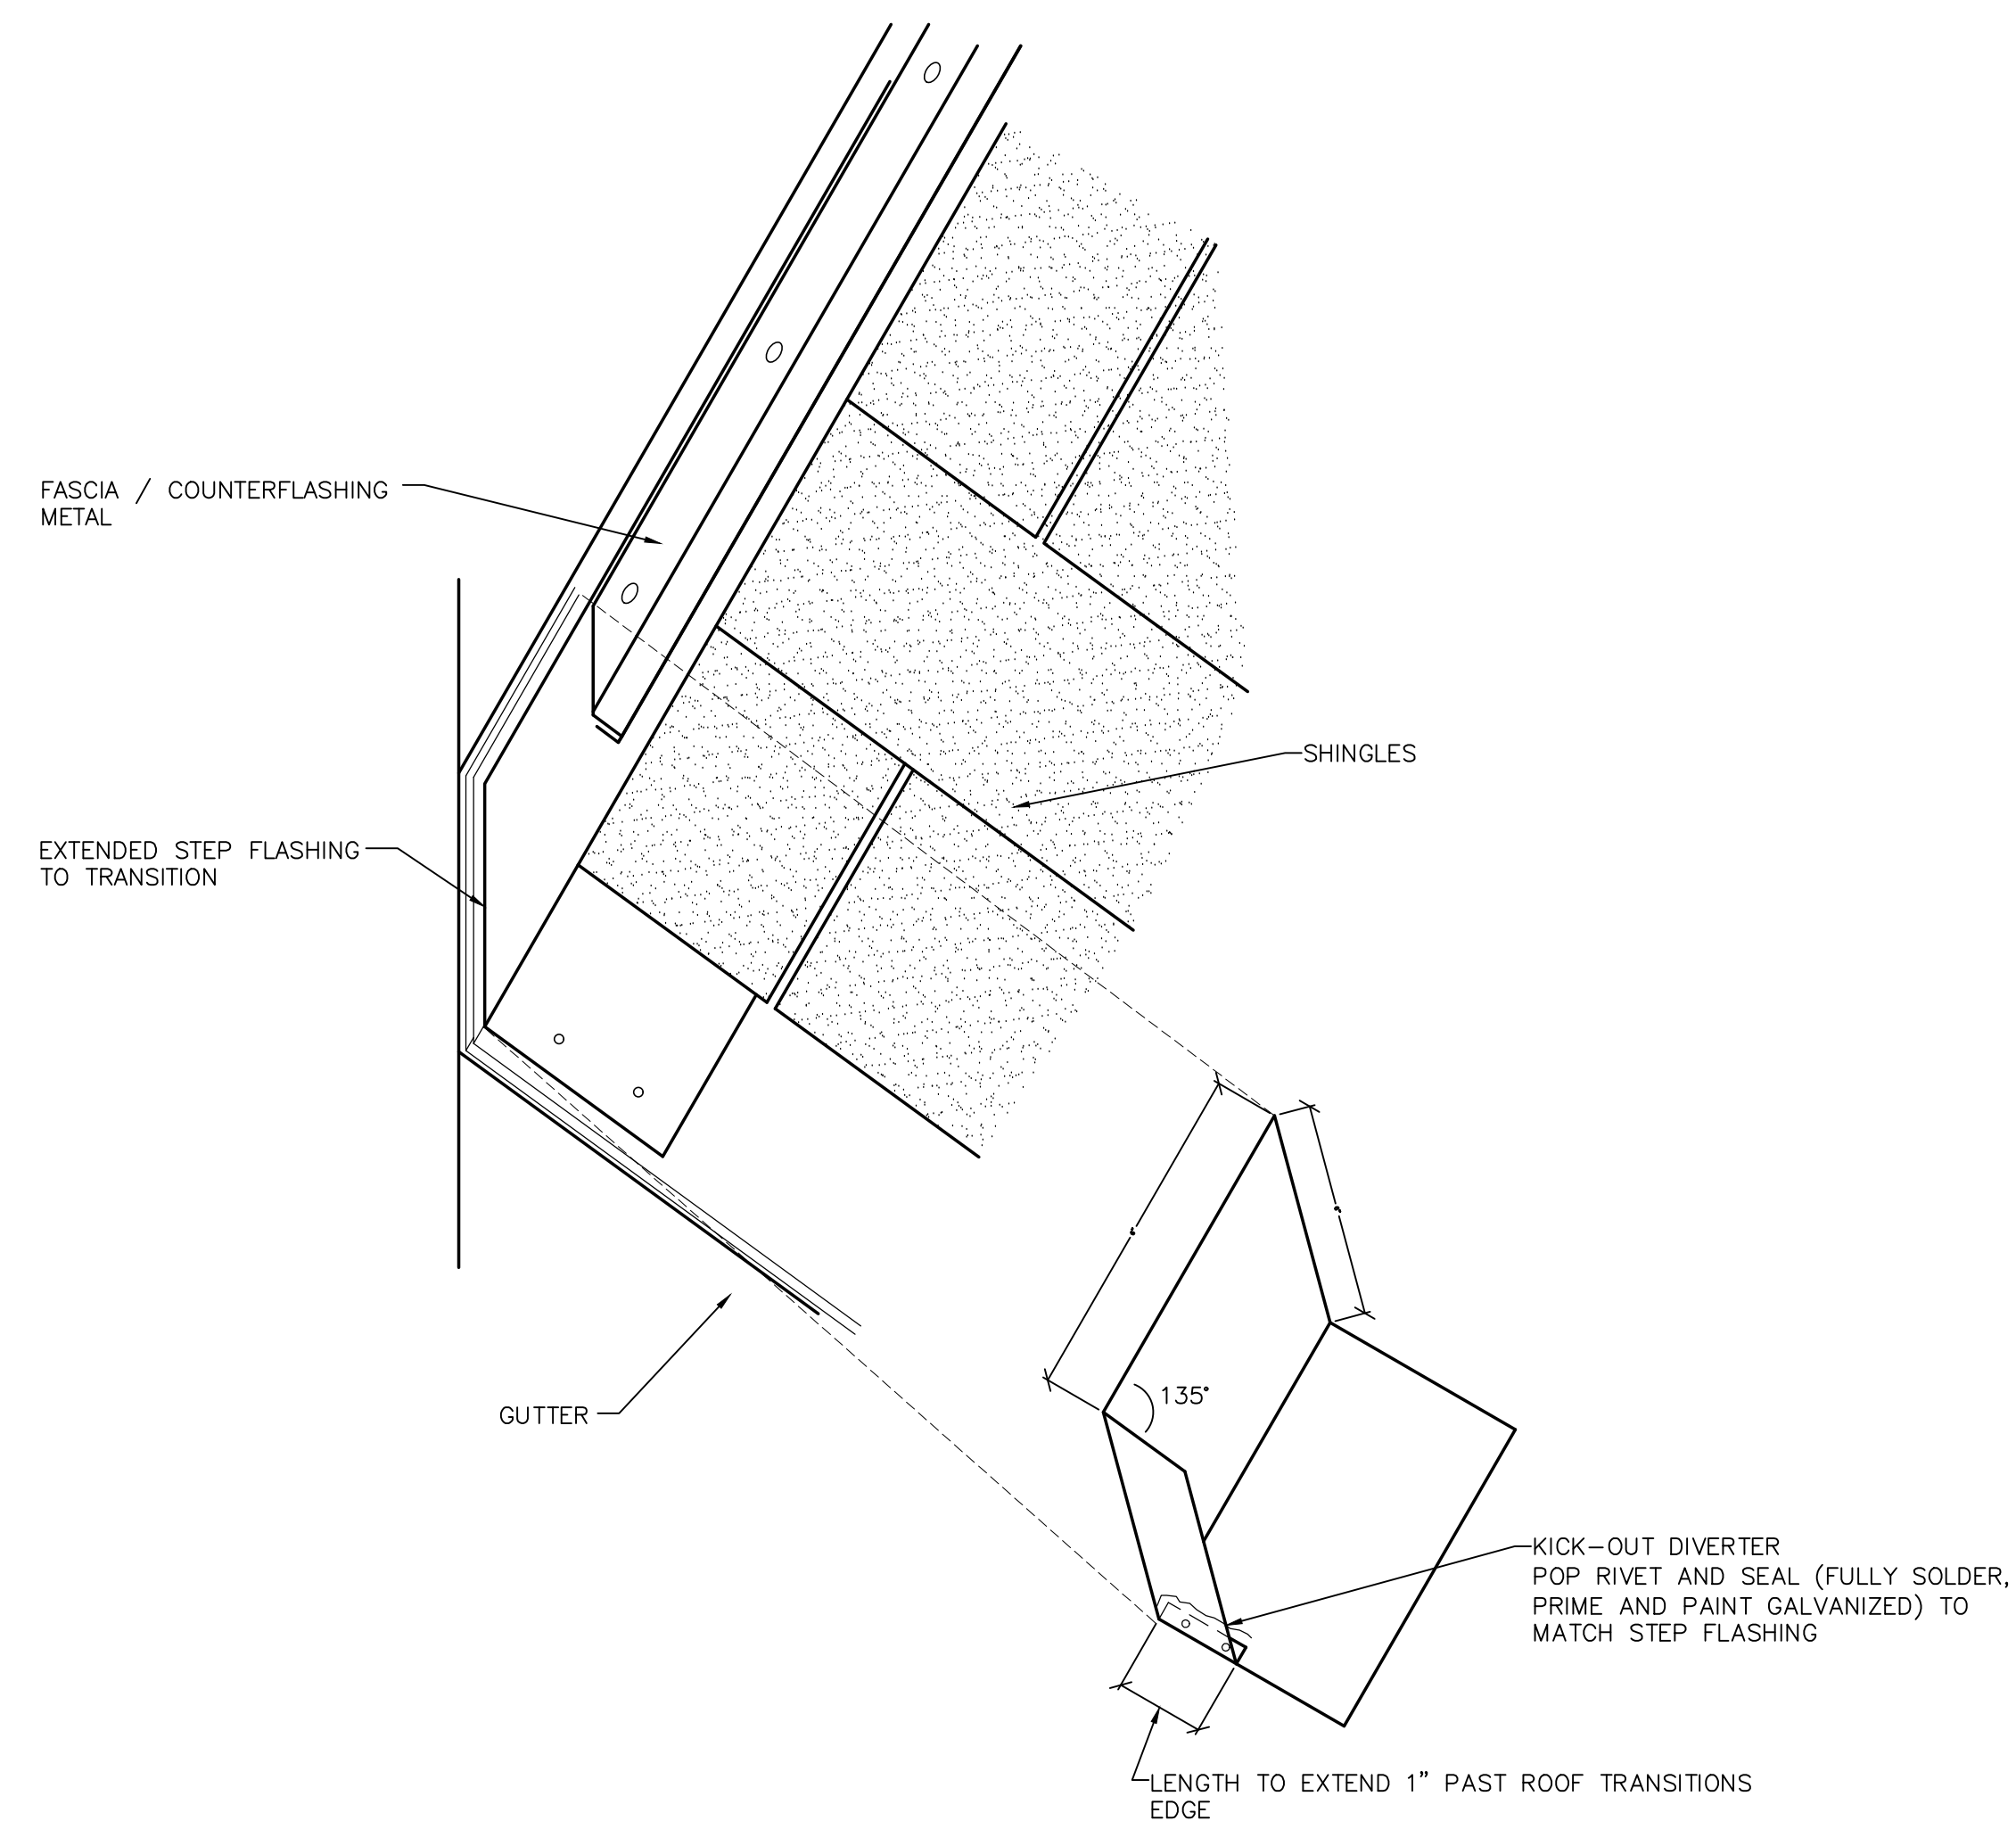 FASCIA / COUNTERFLASHING
METAL
SHINGLES
EXTENDED STEP FLASHING
TO TRANSITION
GUTTER
135°
KICK-OUT DIVERTER
POP RIVET AND SEAL (FULLY SOLDER,
PRIME AND PAINT GALVANIZED) TO
MATCH STEP FLASHING
LENGTH TO EXTEND 1" PAST ROOF TRANSITIONS
EDGE